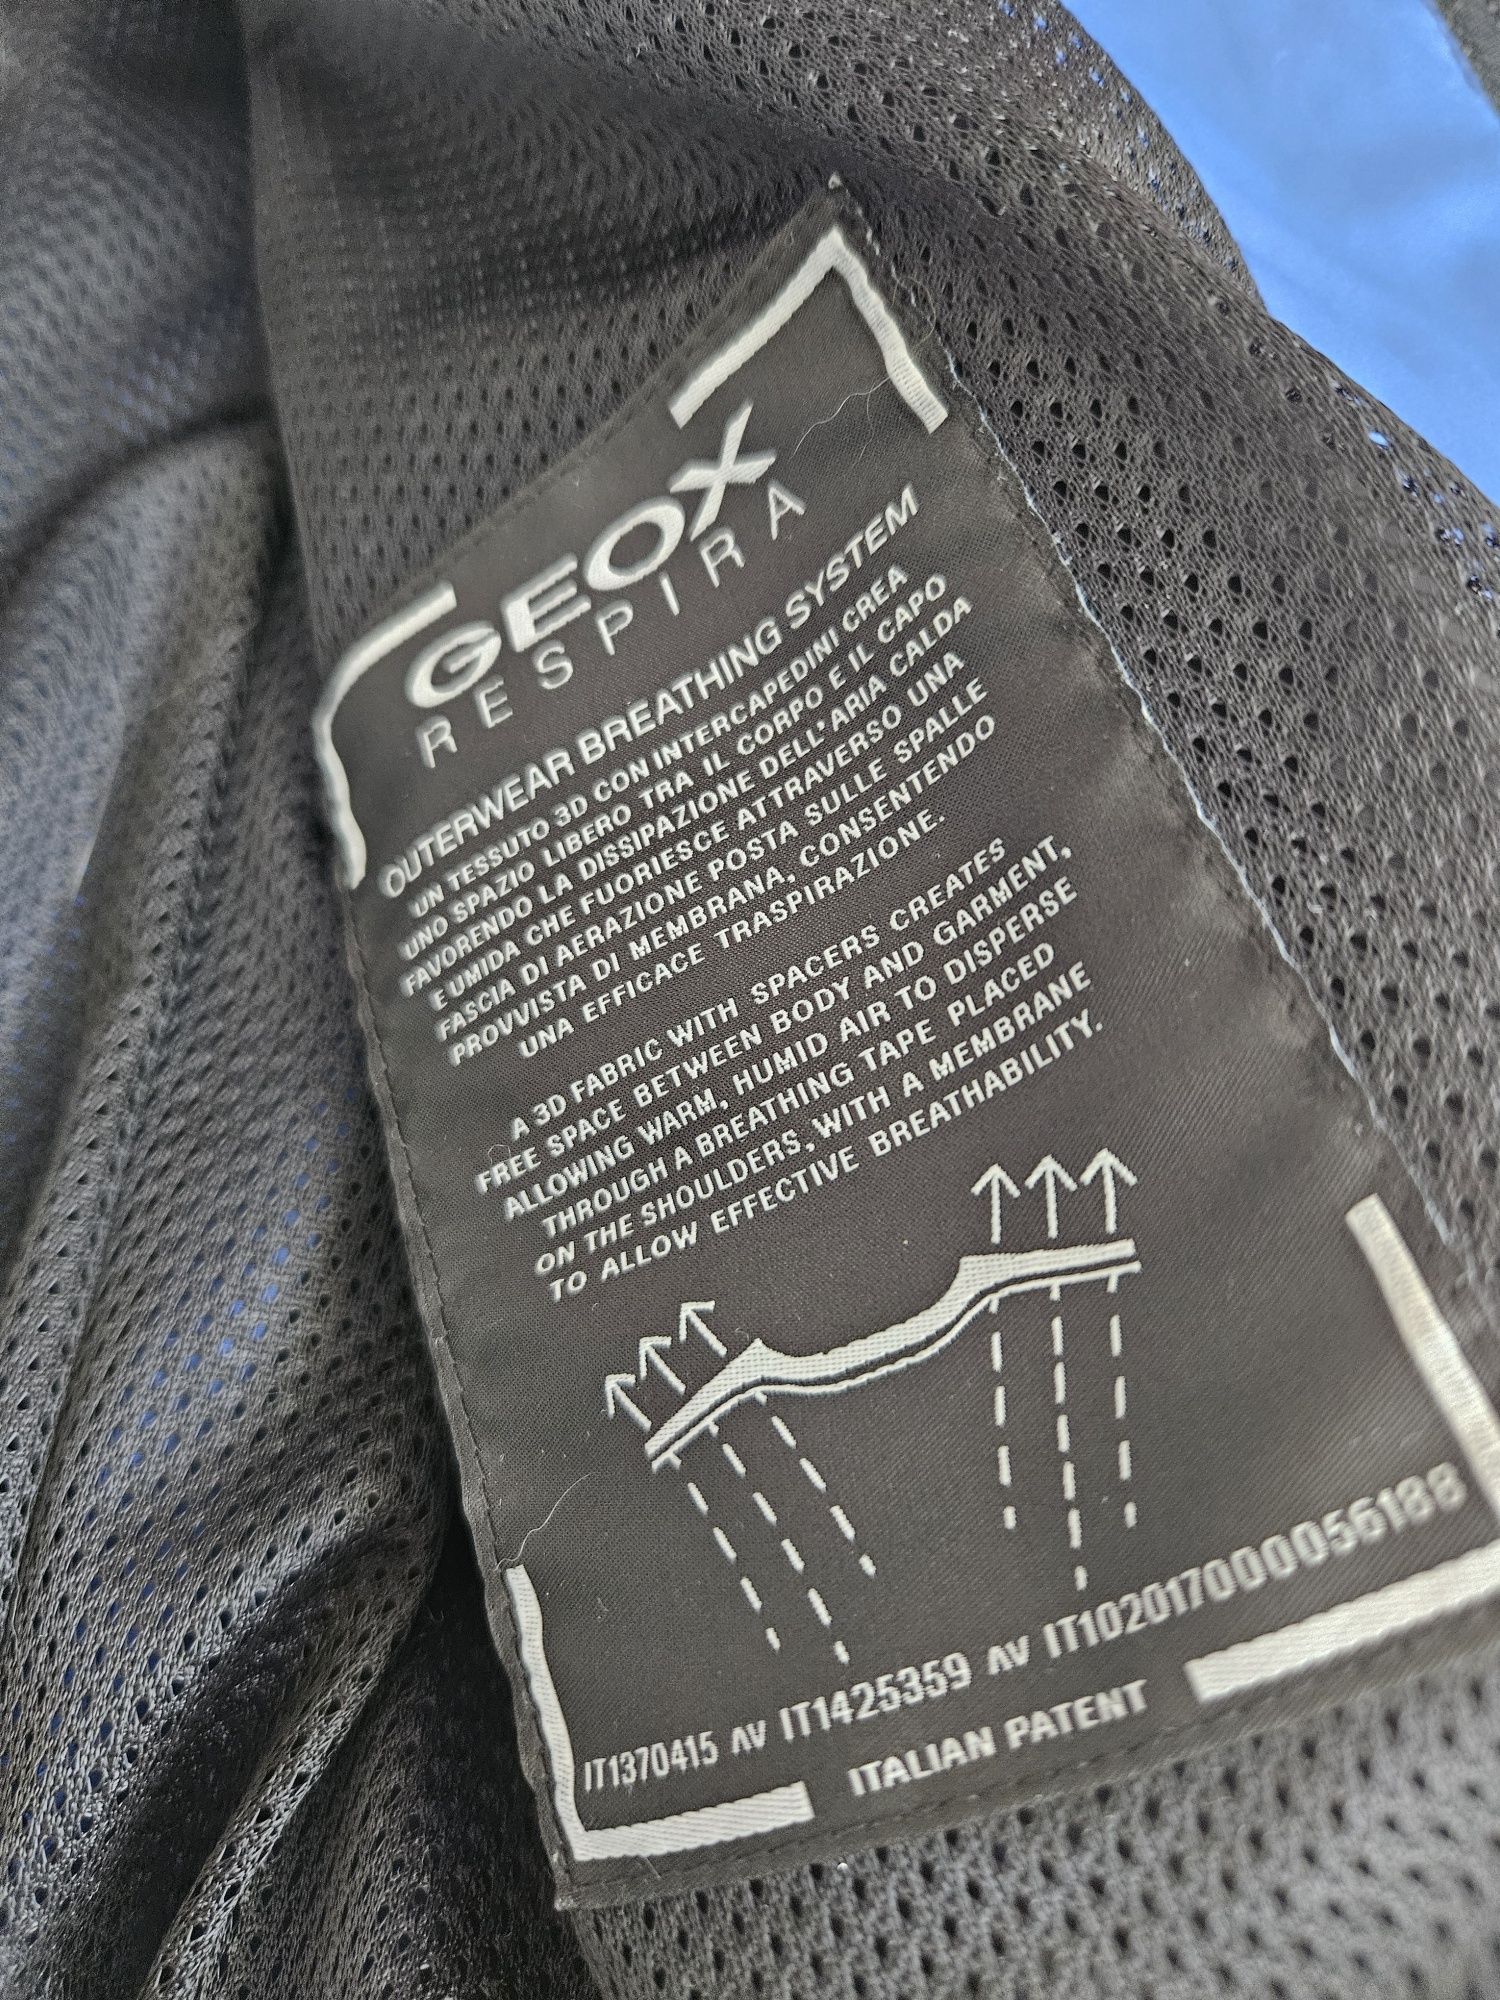 GEOX
RESPIRA
OUTERWEAR BREATHING SYSTEM
UN TESSUTO 3D CON INTERCAPEDINI CREA
UNO SPAZIO LIBERO TRA IL CORPO E IL CAPO
FAVORENDO LA DISSIPAZIONE DELL'ARIA CALDA
E UMIDA CHE FUORIESCE ATTRAVERSO UNA
FASCIA DI AERAZIONE POSTA SULLE SPALLE
PROVVISTA DI MEMBRANA, CONSENTENDO
UNA EFFICACE TRASPIRAZIONE.
A 3D FABRIC WITH SPACERS CREATES
FREE SPACE BETWEEN BODY AND GARMENT,
ALLOWING WARM, HUMID AIR TO DISPERSE
THROUGH A BREATHING TAPE PLACED
ON THE SHOULDERS, WITH A MEMBRANE
TO ALLOW EFFECTIVE BREATHABILITY.
IT1370415 AV IT1425359 AV IT102017000056188
ITALIAN PATENT